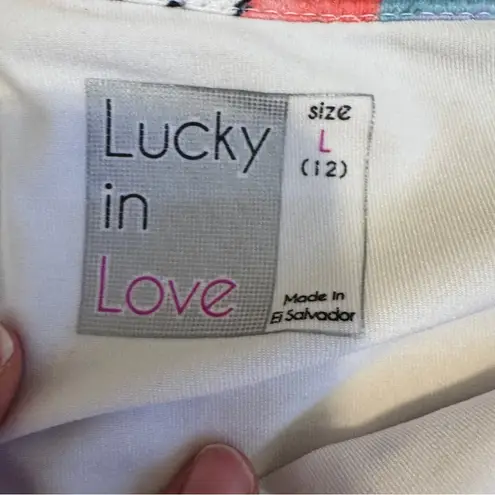 Lucky
in
Love
size
L
(12)
Made in
El Salvador